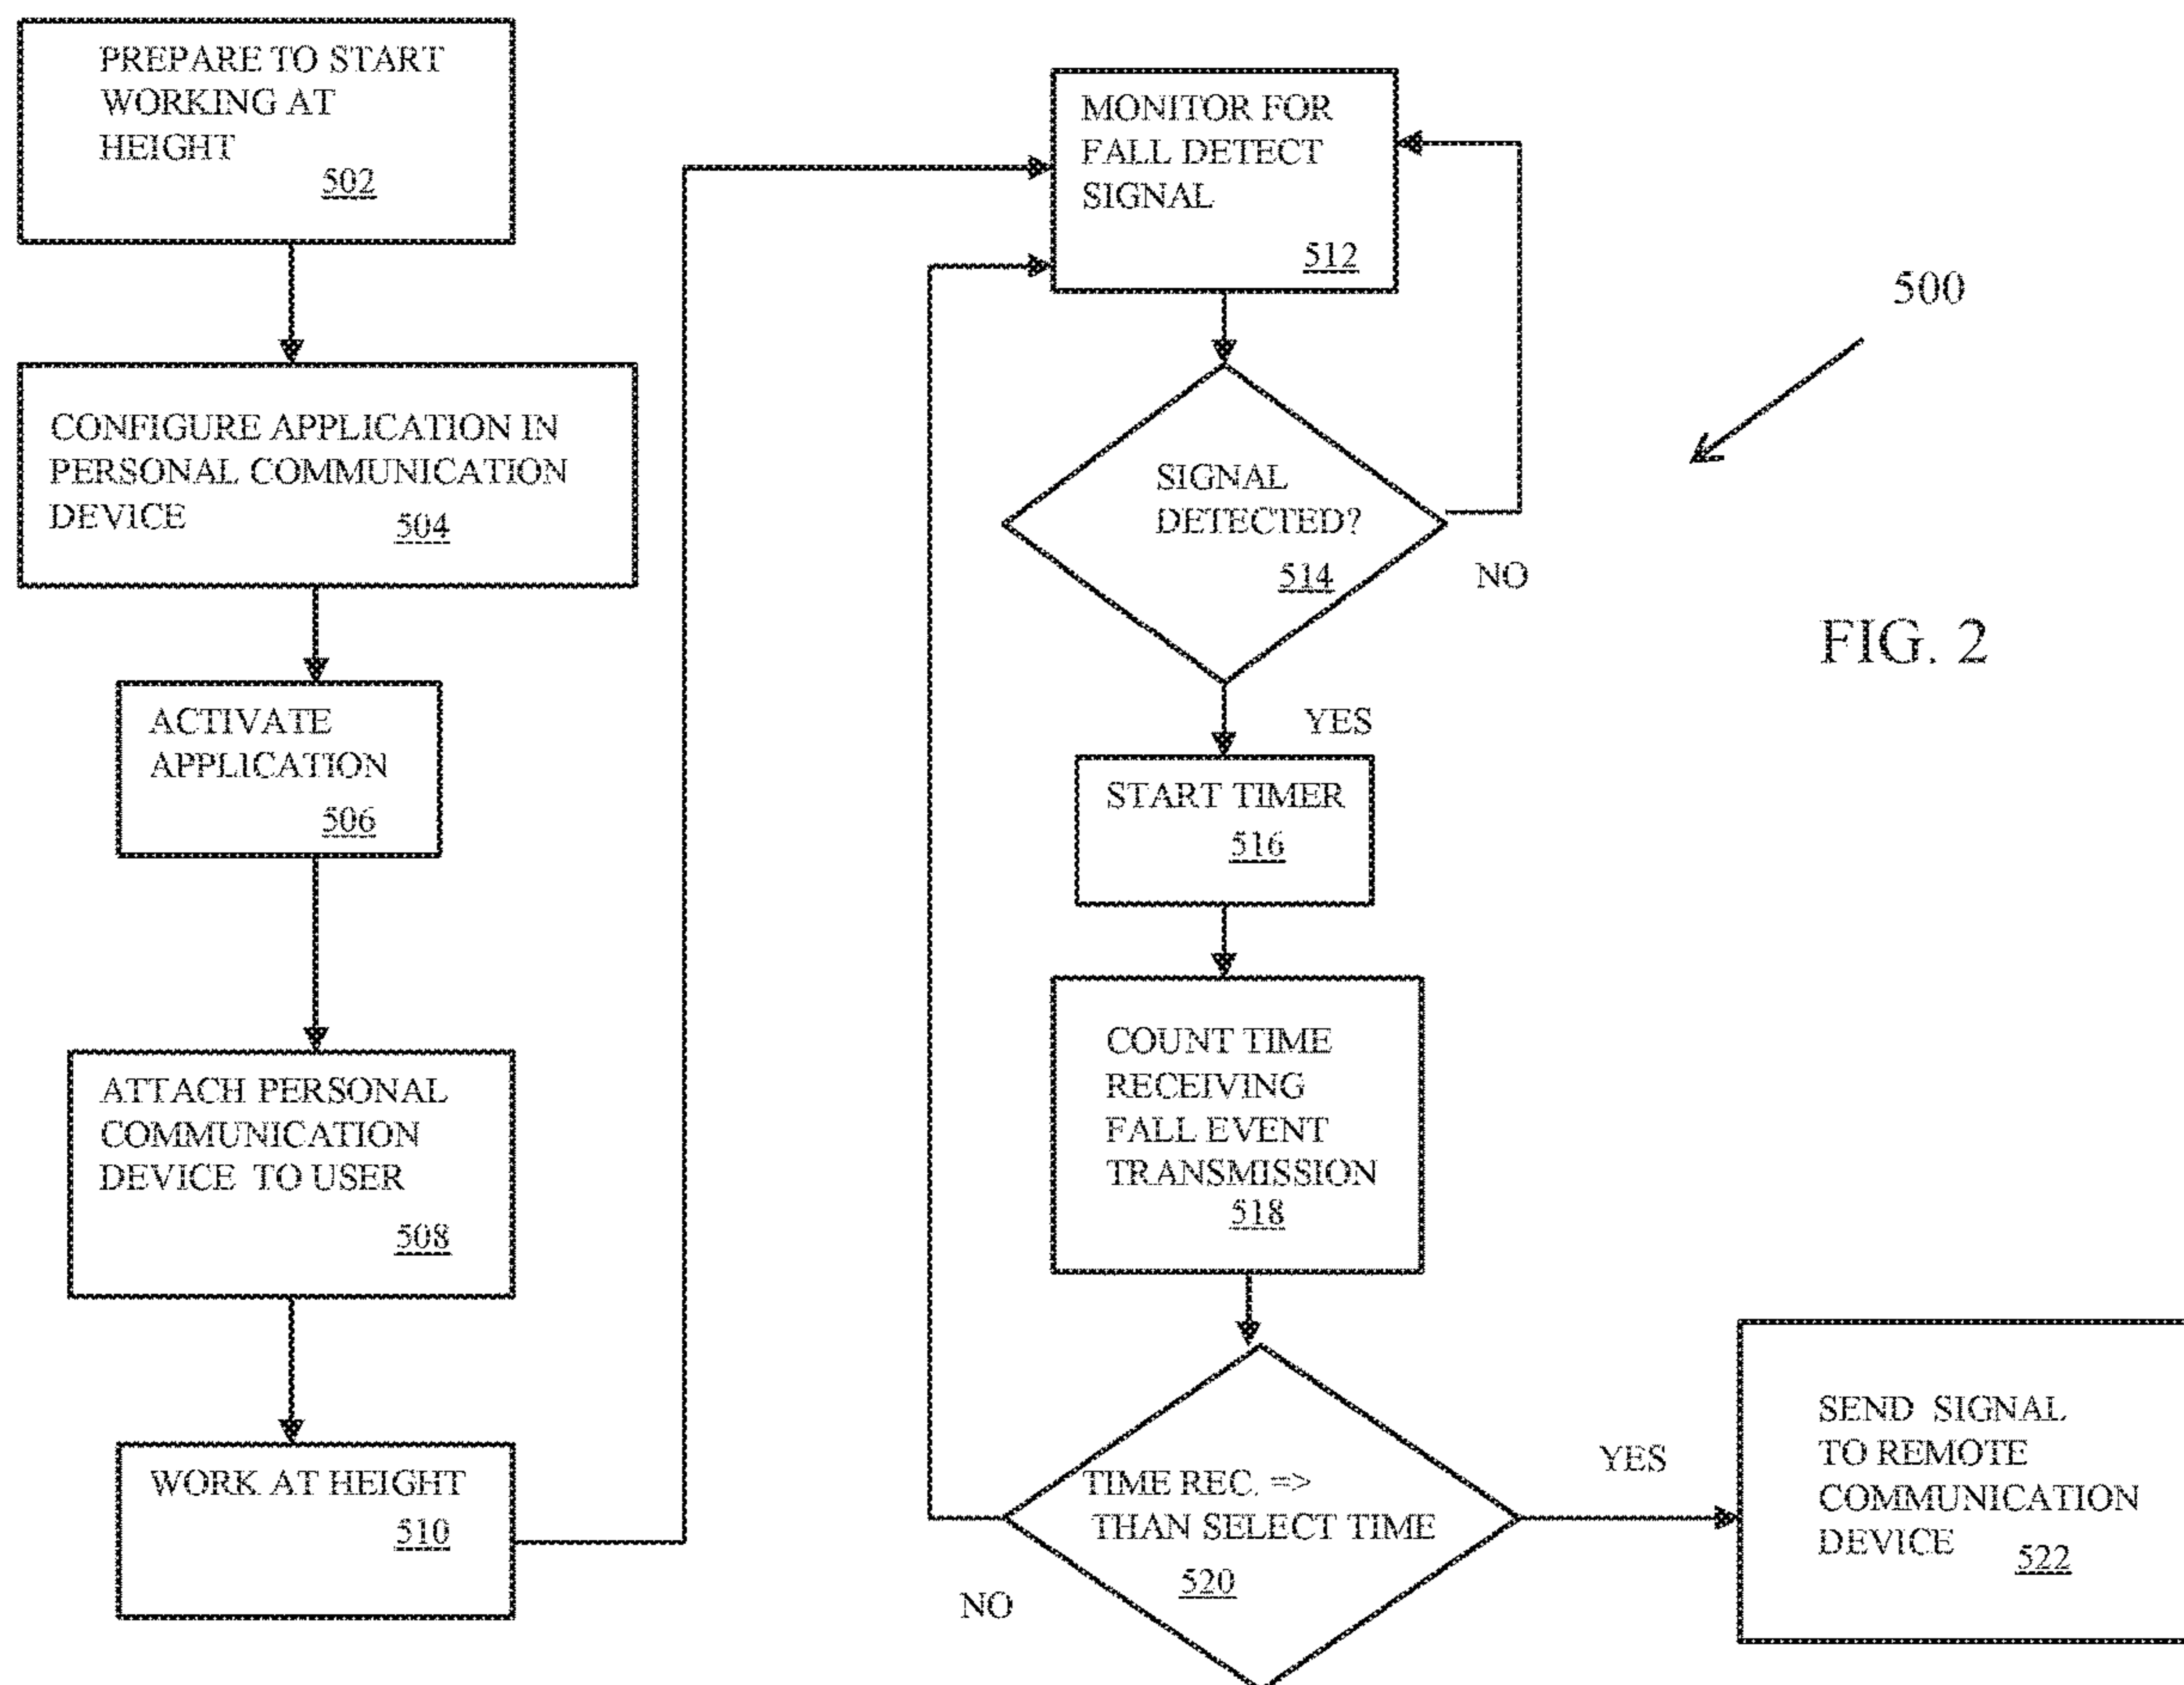 PREPARE TO START
WORKING AT
HEIGHT
502
CONFIGURE APPLICATION IN
PERSONAL COMMUNICATION
DEVICE
504
ACTIVATE
APPLICATION
506
ATTACH PERSONAL
COMMUNICATION
DEVICE TO USER
508
WORK AT HEIGHT
510
MONITOR FOR
FALL DETECT
SIGNAL
512
SIGNAL
DETECTED?
514
NO
YES
START TIMER
516
COUNT TIME
RECEIVING
FALL EVENT
TRANSMISSION
518
TIME REC. =>
THAN SELECT TIME
520
NO
YES
SEND SIGNAL
TO REMOTE
COMMUNICATION
DEVICE
522
500
FIG. 2